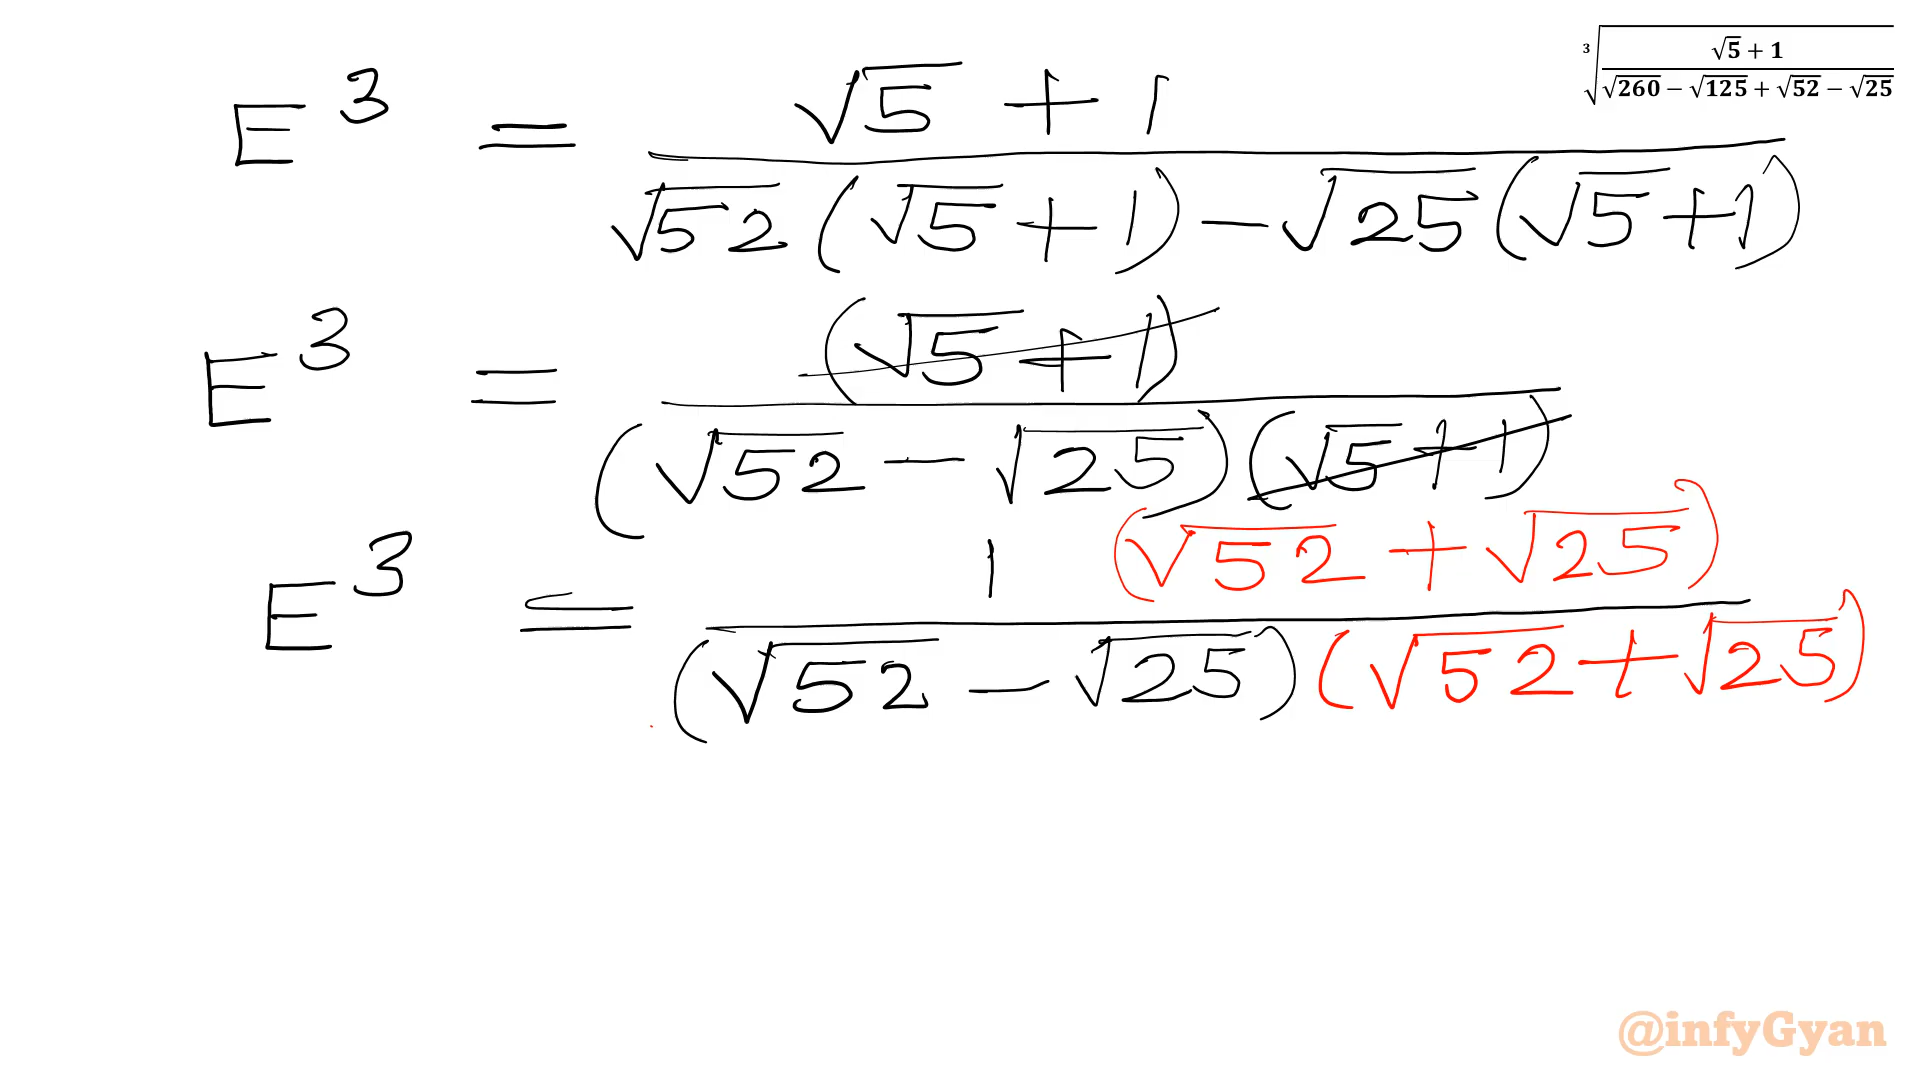 ∛((√5 + 1)/(√260 − √125 + √52 − √25))
E³ = (√5 + 1)/(√52(√5 + 1) − √25(√5 + 1))
E³ = (√5 + 1)/((√52 − √25)(√5 + 1))
E³ = 1(√52 + √25)/((√52 − √25)(√52 + √25))
@infyGyan